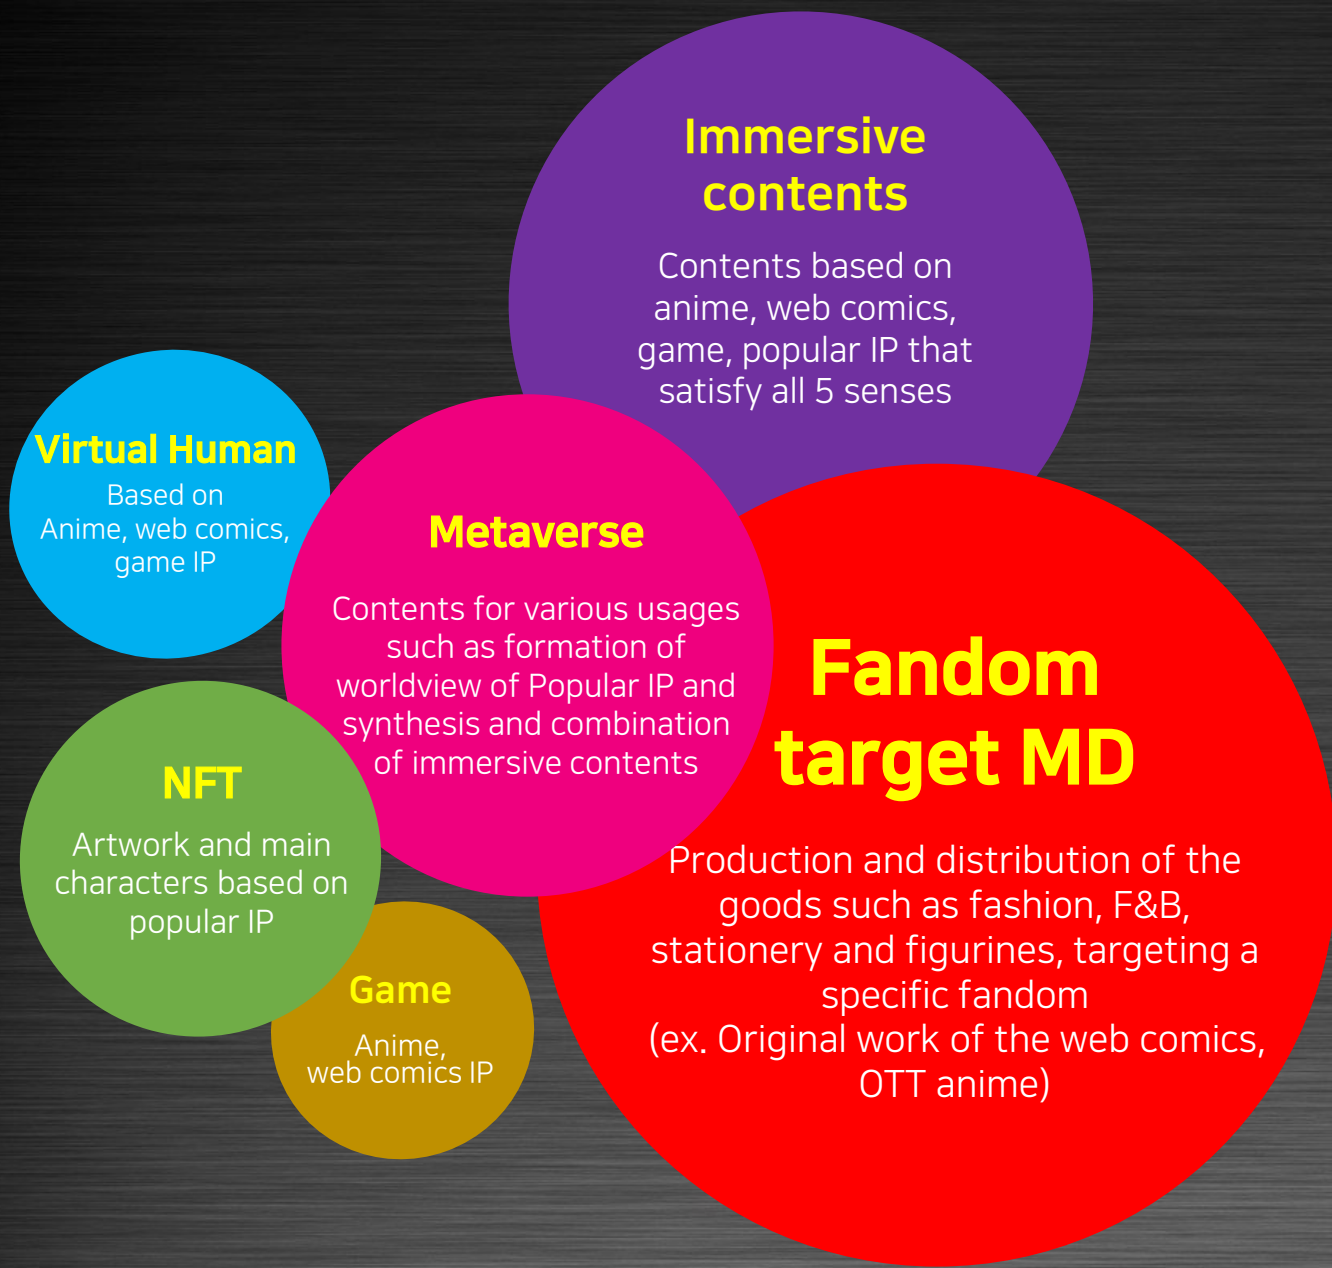 Immersive
contents
Contents based on
anime, web comics,
game, popular IP that
satisfy all 5 senses
Virtual Human
Based on
Anime, web comics,
game IP
Metaverse
Contents for various usages
such as formation of
worldview of Popular IP and
synthesis and combination
of immersive contents
Fandom
target MD
Production and distribution of the
goods such as fashion, F&B,
stationery and figurines, targeting a
specific fandom
(ex. Original work of the web comics,
OTT anime)
NFT
Artwork and main
characters based on
popular IP
Game
Anime,
web comics IP